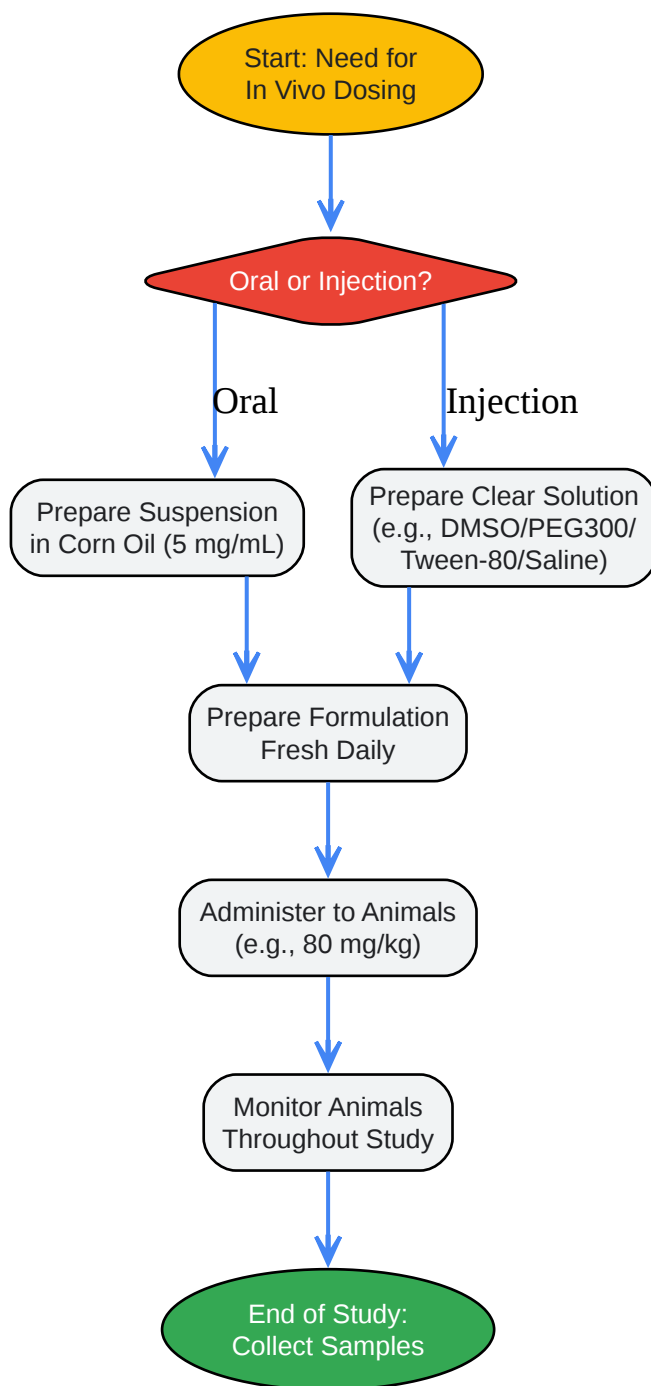 Start: Need for
In Vivo Dosing
Oral or Injection?
Oral
Injection
Prepare Suspension
in Corn Oil (5 mg/mL)
Prepare Clear Solution
(e.g., DMSO/PEG300/
Tween-80/Saline)
Prepare Formulation
Fresh Daily
Administer to Animals
(e.g., 80 mg/kg)
Monitor Animals
Throughout Study
End of Study:
Collect Samples